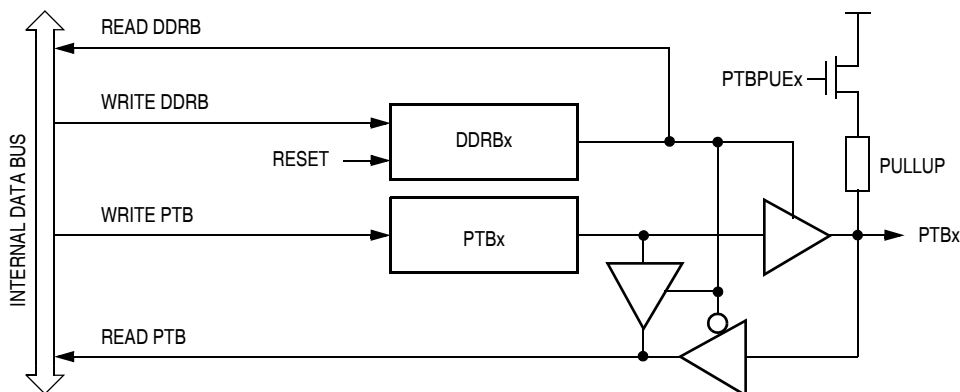 READ DDRB
PTBPUEx
WRITE DDRB
DDRBx
RESET
PULLUP
WRITE PTB
PTBx
PTBx
INTERNAL DATA BUS
READ PTB